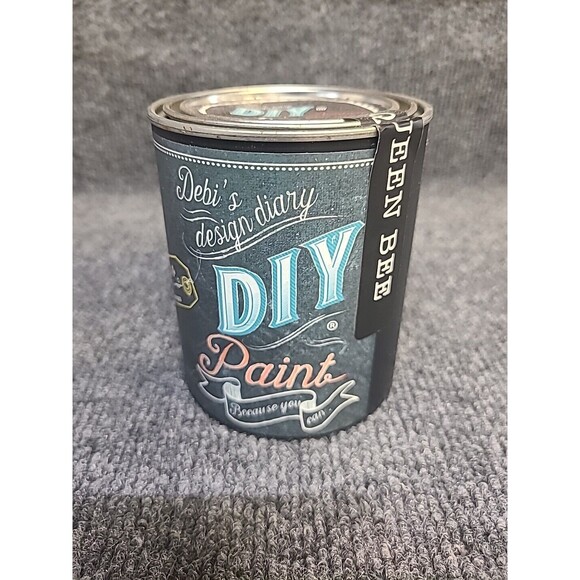 DIY
Debi's
design diary
DIY®
Paint
Because you
can
EEN BEE